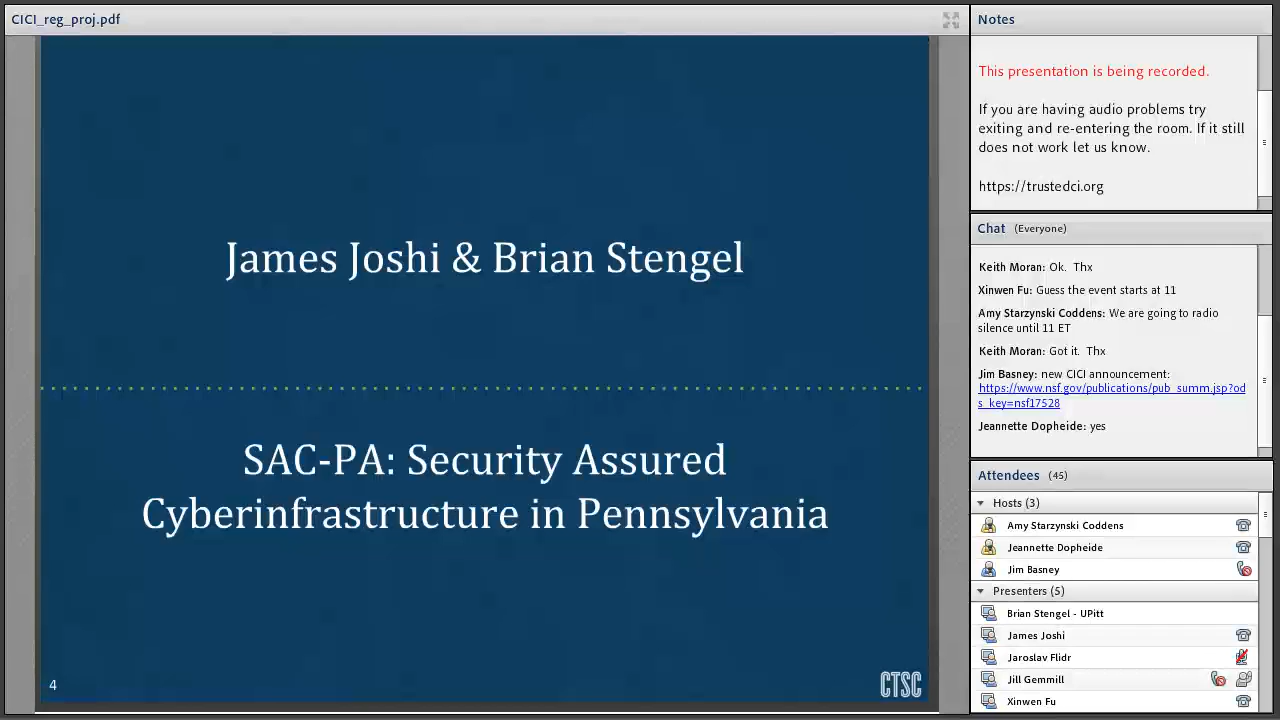 CICI_reg_proj.pdf
James Joshi & Brian Stengel
SAC-PA: Security Assured
Cyberinfrastructure in Pennsylvania
4
CTSC
Notes
This presentation is being recorded.
If you are having audio problems try
exiting and re-entering the room. If it still
does not work let us know.
https://trustedci.org
Chat (Everyone)
Keith Moran: Ok. Thx
Xinwen Fu: Guess the event starts at 11
Amy Starzynski Coddens: We are going to radio
silence until 11 ET
Keith Moran: Got it. Thx
Jim Basney: new CICI announcement:
https://www.nsf.gov/publications/pub_summ.jsp?od
s_key=nsf17528
Jeannette Dopheide: yes
Attendees (45)
Hosts (3)
Amy Starzynski Coddens
Jeannette Dopheide
Jim Basney
Presenters (5)
Brian Stengel - UPitt
James Joshi
Jaroslav Flidr
Jill Gemmill
Xinwen Fu